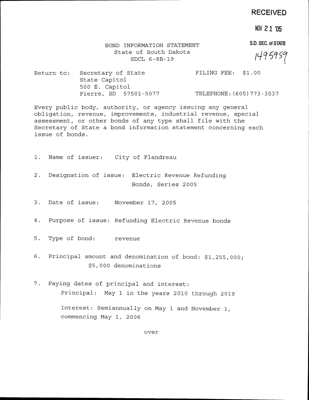 RECEIVED
NOV 21 '05
S.D. SEC. of STATE
1495959
BOND INFORMATION STATEMENT
State of South Dakota
SDCL 6-8B-19
Return to: Secretary of State FILING FEE: $1.00
State Capitol
500 E. Capitol
Pierre, SD 57501-5077 TELEPHONE:(605)773-3537
Every public body, authority, or agency issuing any general
obligation, revenue, improvements, industrial revenue, special
assessment, or other bonds of any type shall file with the
Secretary of State a bond information statement concerning each
issue of bonds.
1. Name of issuer: City of Flandreau
2. Designation of issue: Electric Revenue Refunding
Bonds, Series 2005
3. Date of issue: November 17, 2005
4. Purpose of issue: Refunding Electric Revenue bonds
5. Type of bond: revenue
6. Principal amount and denomination of bond: $1,255,000;
$5,000 denominations
7. Paying dates of principal and interest:
Principal: May 1 in the years 2010 through 2019
Interest: Semiannually on May 1 and November 1,
commencing May 1, 2006
over